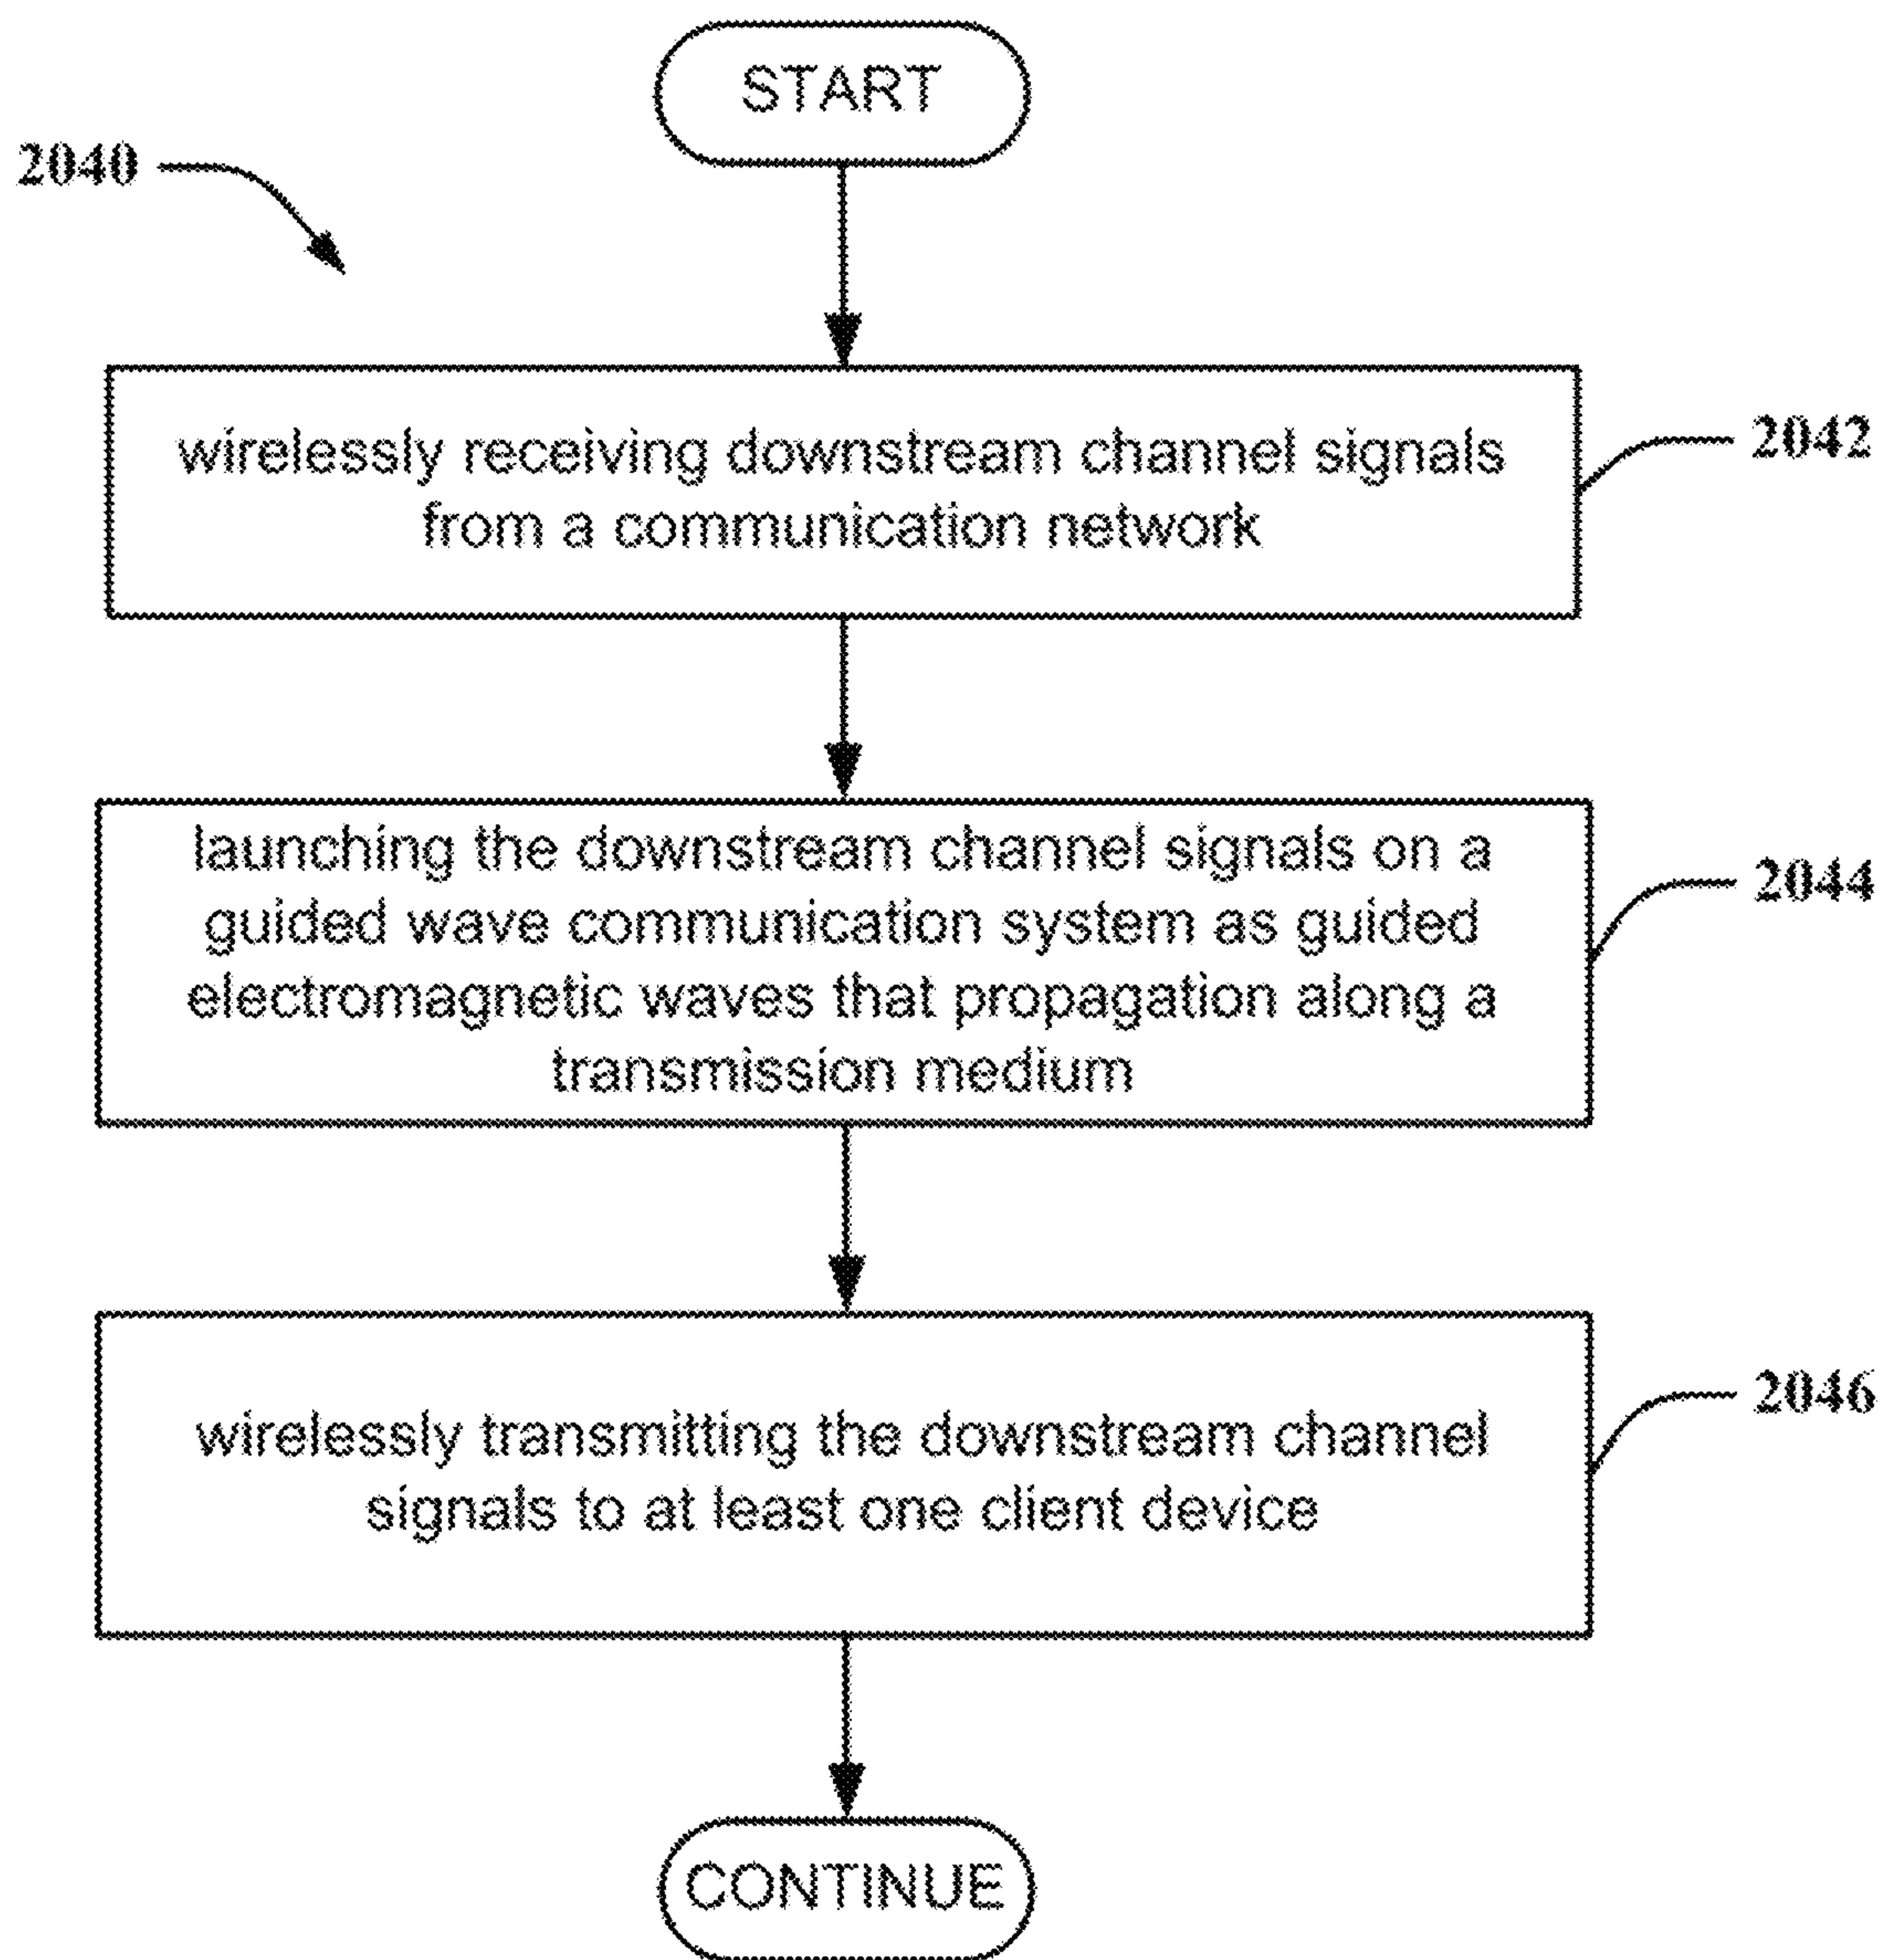 START
2040
wirelessly receiving downstream channel signals
from a communication network
2042
launching the downstream channel signals on a
guided wave communication system as guided
electromagnetic waves that propagation along a
transmission medium
2044
wirelessly transmitting the downstream channel
signals to at least one client device
2046
CONTINUE